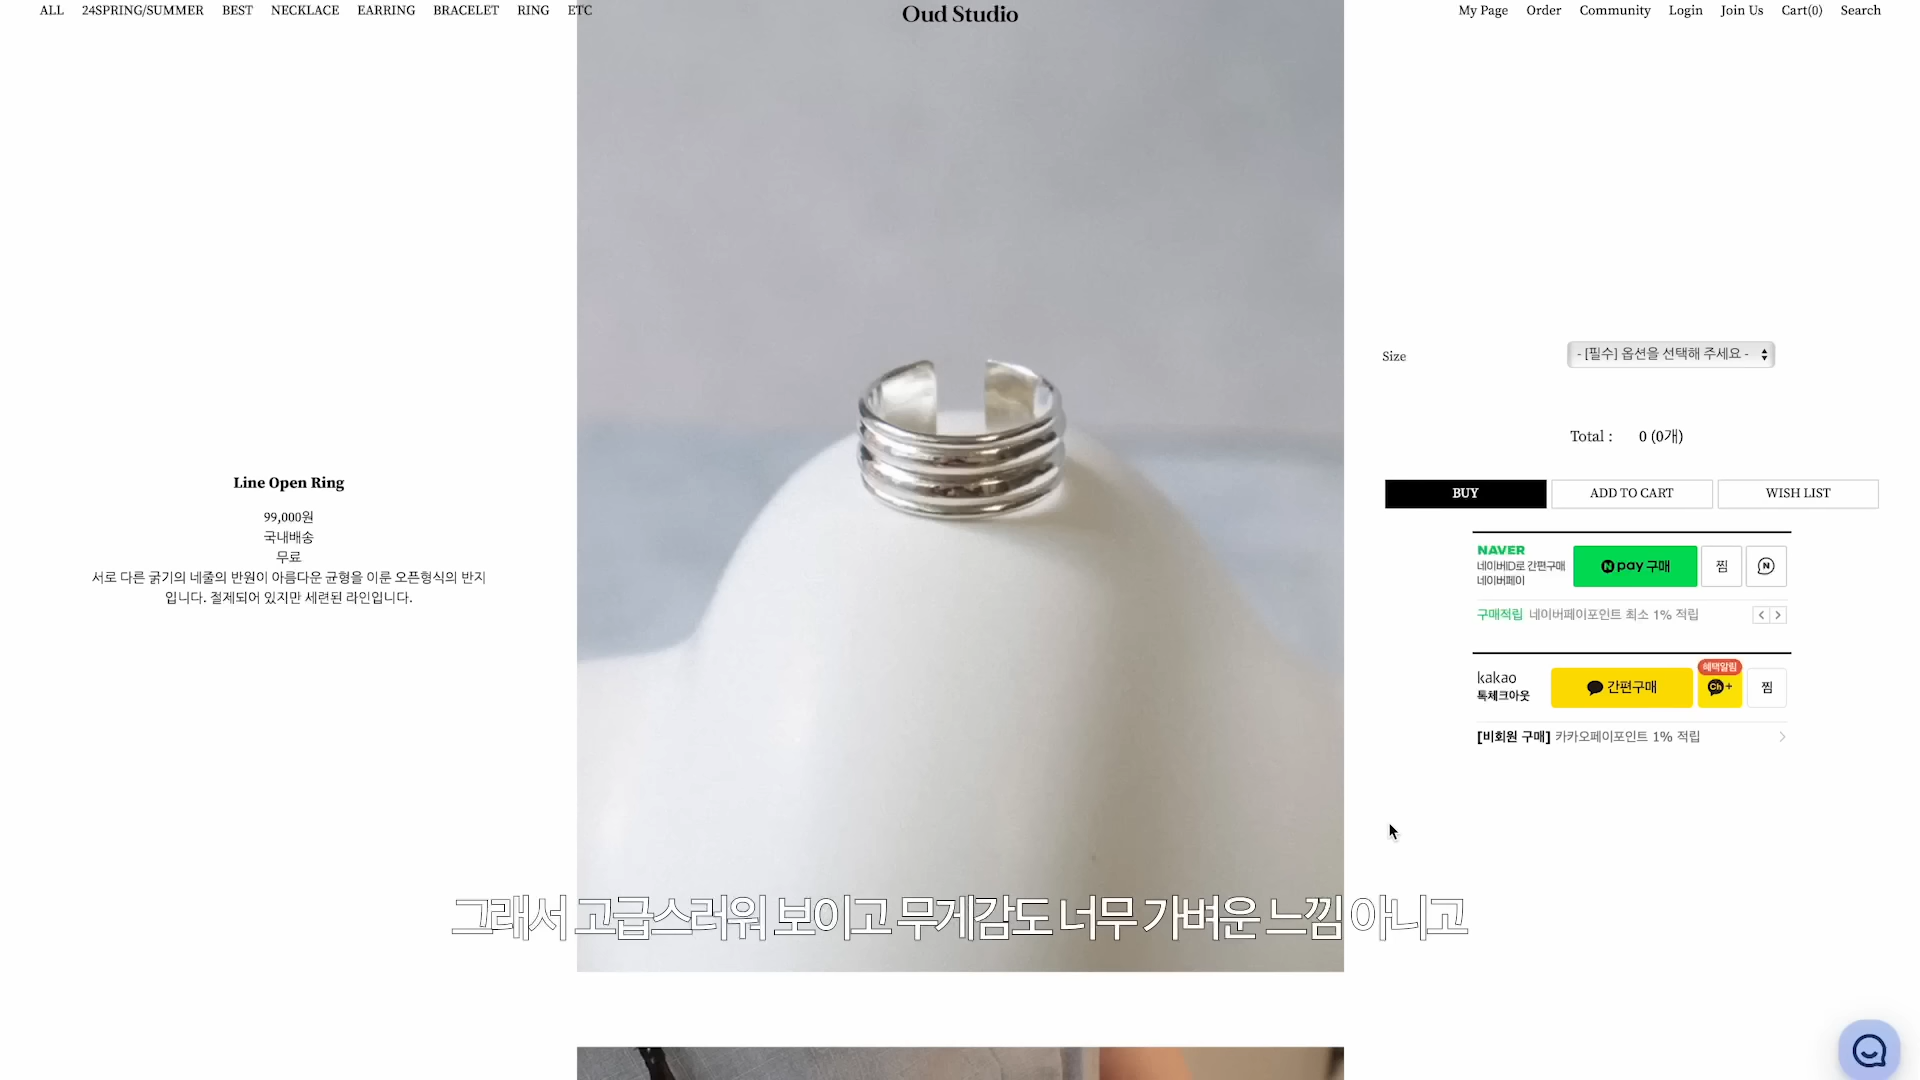 ALL 24SPRING/SUMMER BEST NECKLACE EARRING BRACELET RING ETC
Oud Studio
My Page Order Community Login Join Us Cart(0) Search
Line Open Ring
99,000원
국내배송
무료
서로 다른 굵기의 네줄의 반원이 아름다운 균형을 이룬 오픈형식의 반지
입니다. 절제되어 있지만 세련된 라인입니다.
Size - [필수] 옵션을 선택해 주세요 -
Total : 0 (0개)
BUY ADD TO CART WISH LIST
NAVER
네이버ID로 간편구매
네이버페이
N pay 구매 찜 N
구매적립 네이버페이포인트 최소 1% 적립
혜택알림
kakao
톡체크아웃
간편구매 Ch+ 찜
[비회원 구매] 카카오페이포인트 1% 적립
그래서 고급스러워 보이고 무게감도 너무 가벼운 느낌 아니고